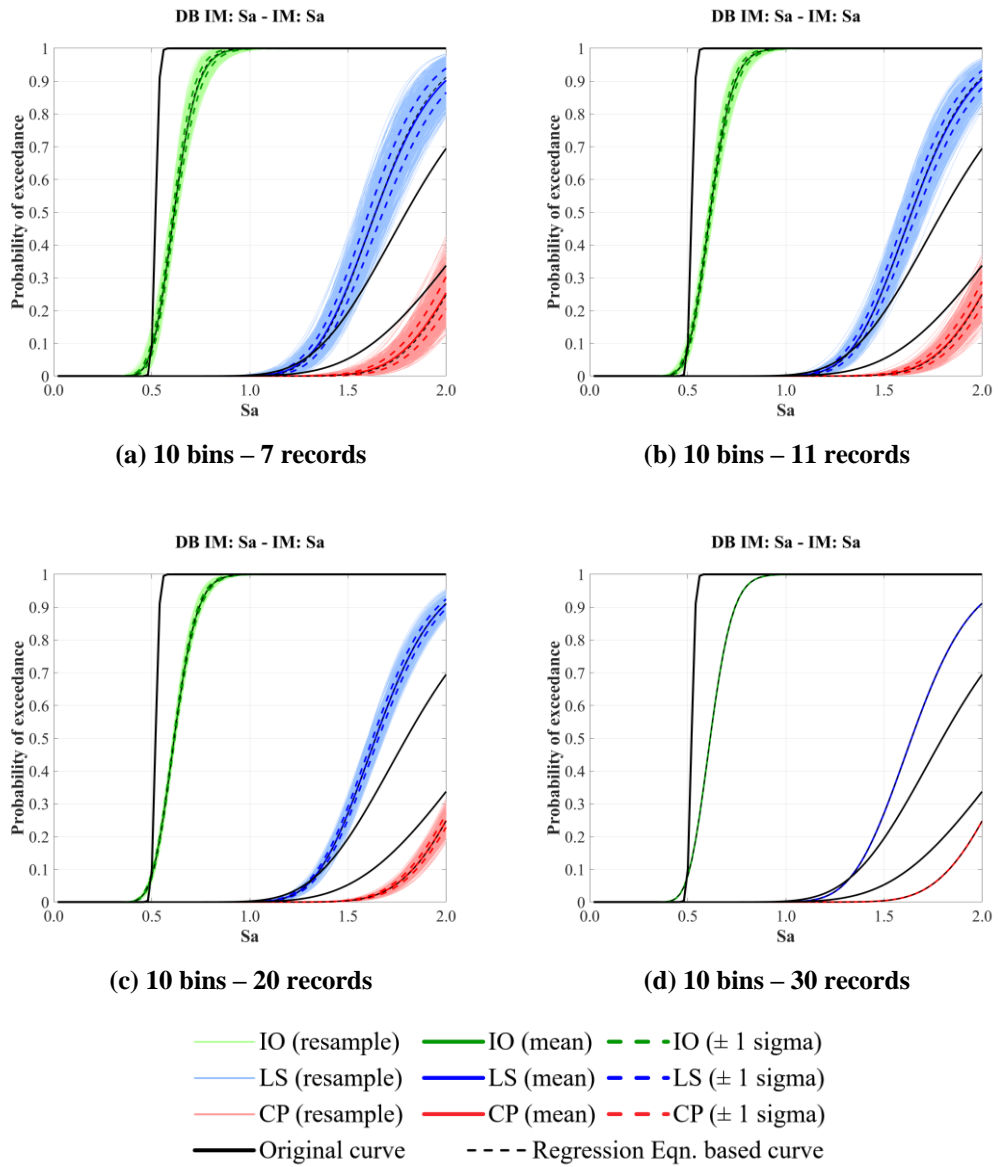 DB IM: Sa - IM: Sa
Probability of exceedance
1
0.9
0.8
0.7
0.6
0.5
0.4
0.3
0.2
0.1
0
0.0 0.5 1.0 1.5 2.0
Sa
(a) 10 bins – 7 records
DB IM: Sa - IM: Sa
Probability of exceedance
1
0.9
0.8
0.7
0.6
0.5
0.4
0.3
0.2
0.1
0
0.0 0.5 1.0 1.5 2.0
Sa
(b) 10 bins – 11 records
DB IM: Sa - IM: Sa
Probability of exceedance
1
0.9
0.8
0.7
0.6
0.5
0.4
0.3
0.2
0.1
0
0.0 0.5 1.0 1.5 2.0
Sa
(c) 10 bins – 20 records
DB IM: Sa - IM: Sa
Probability of exceedance
1
0.9
0.8
0.7
0.6
0.5
0.4
0.3
0.2
0.1
0
0.0 0.5 1.0 1.5 2.0
Sa
(d) 10 bins – 30 records
IO (resample) IO (mean) IO (± 1 sigma)
LS (resample) LS (mean) LS (± 1 sigma)
CP (resample) CP (mean) CP (± 1 sigma)
Original curve Regression Eqn. based curve